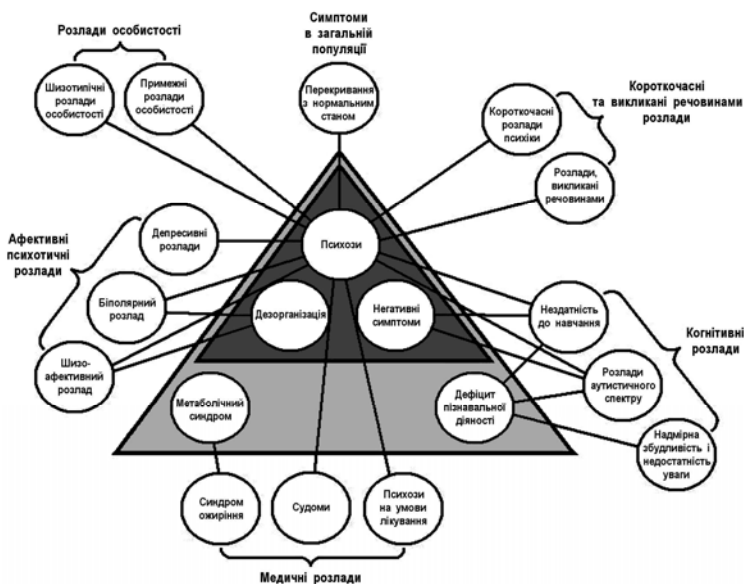 Розлади особистості
Шизотипічні
розлади
особистості
Примежні
розлади
особистості
Симптоми
в загальній
популяції
Перекривання
з нормальним
станом
Короткочасні
та викликані речовинами
розлади
Короткочасні
розлади
психіки
Розлади,
викликані
речовинами
Афективні
психотичні
розлади
Депресивні
розлади
Біполярний
розлад
Шизо-
афективний
розлад
Психози
Дезорганізація
Негативні
симптоми
Нездатність
до навчання
Когнітивні
розлади
Розлади
аутистичного
спектру
Надмірна
збудливість і
недостатність
уваги
Метаболічний
синдром
Дефіцит
пізнавальної
діяності
Синдром
ожиріння
Судоми
Психози
на умови
лікування
Медичні розлади